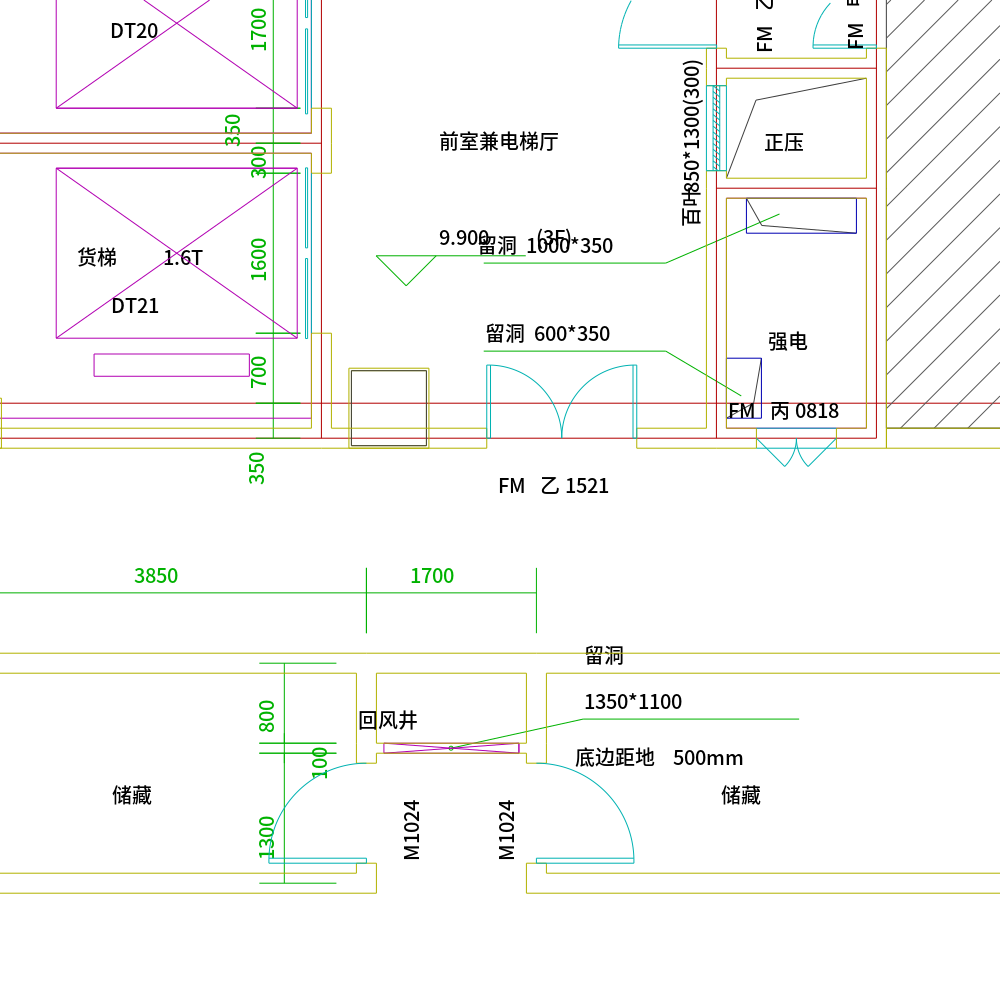 DT20
1700
FM 乙
FM
350
300
前室兼电梯厅
百叶850*1300(300)
正压
货梯 1.6T
1600
9.900 (3F)
留洞 1000*350
DT21
留洞 600*350
强电
700
FM 丙 0818
350
FM 乙 1521
3850
1700
留洞
1350*1100
800
回风井
100
底边距地 500mm
储藏
1300
M1024
M1024
储藏